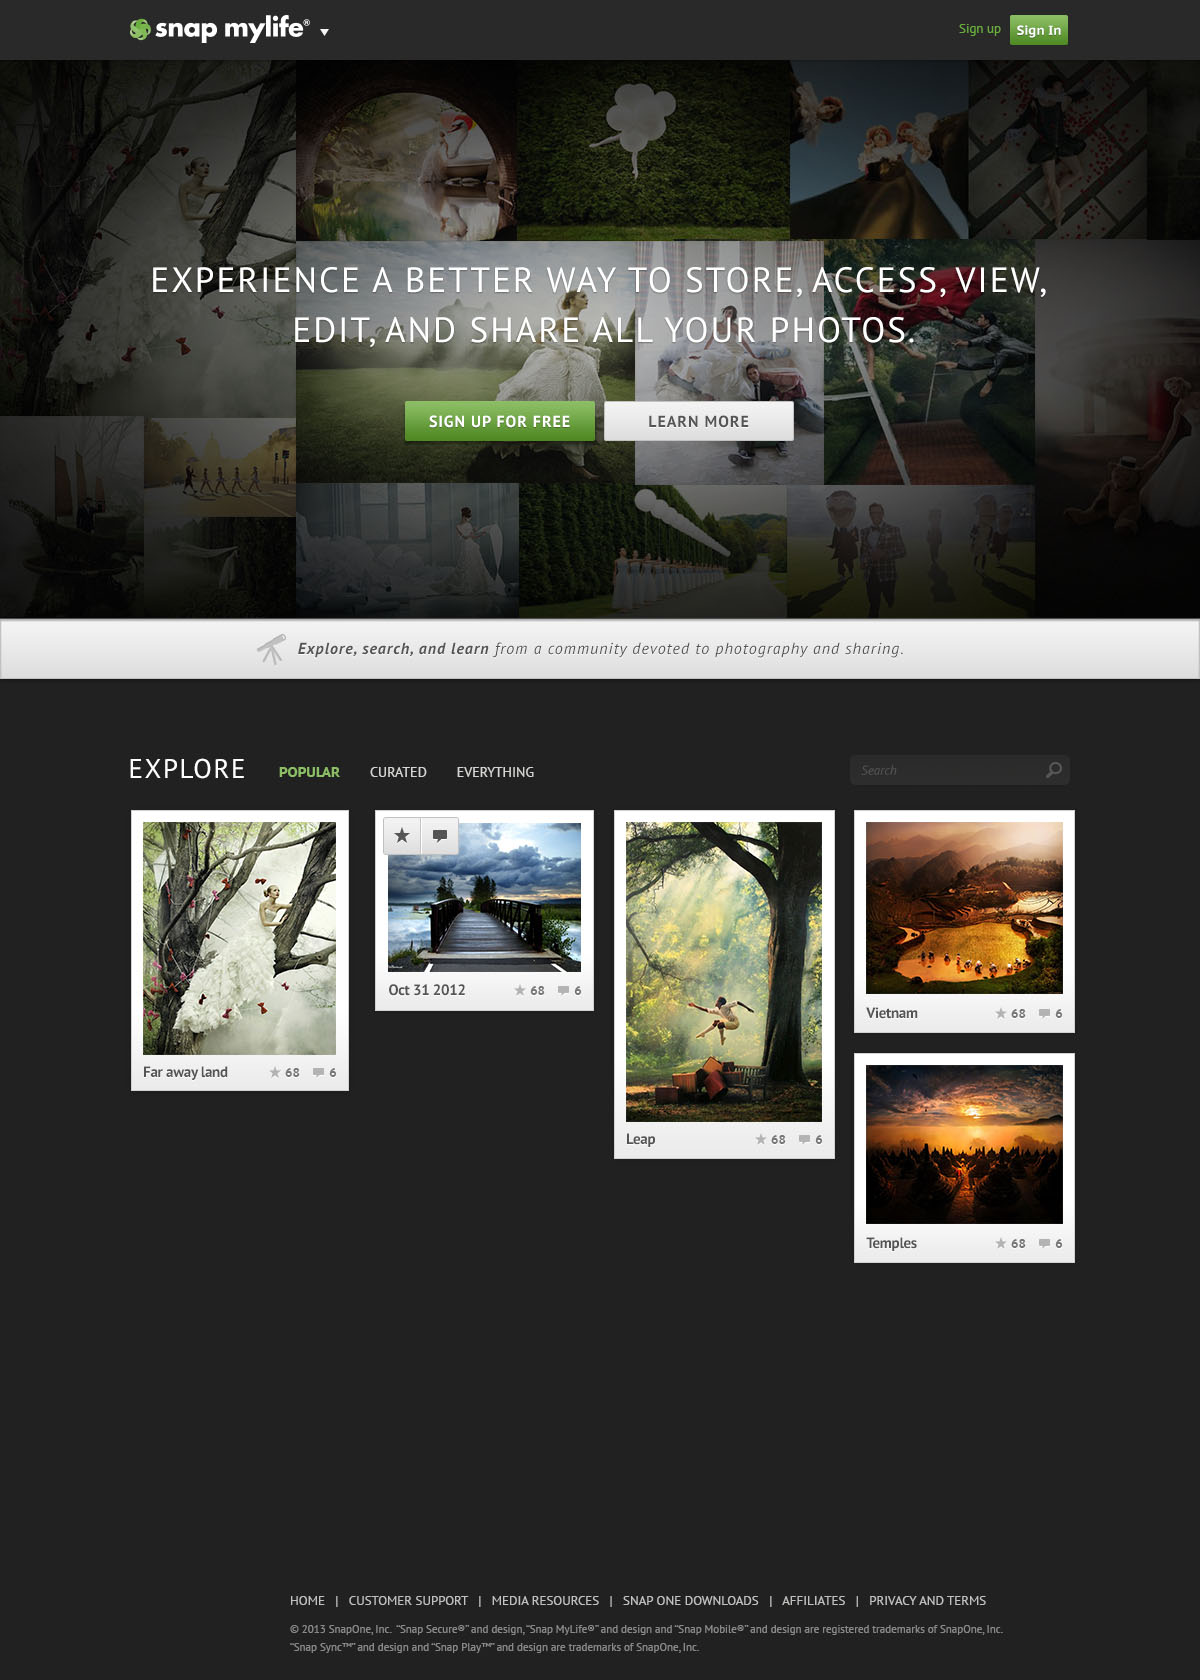 snap mylife®
Sign up
Sign In
EXPERIENCE A BETTER WAY TO STORE, ACCESS, VIEW,
EDIT, AND SHARE ALL YOUR PHOTOS.
SIGN UP FOR FREE
LEARN MORE
Explore, search, and learn from a community devoted to photography and sharing.
EXPLORE
POPULAR
CURATED
EVERYTHING
Search
Far away land
68
6
Oct 31 2012
68
6
Leap
68
6
Vietnam
68
6
Temples
68
6
HOME | CUSTOMER SUPPORT | MEDIA RESOURCES | SNAP ONE DOWNLOADS | AFFILIATES | PRIVACY AND TERMS
© 2013 SnapOne, Inc. "Snap Secure®" and design, "Snap MyLife®" and design and "Snap Mobile®" and design are registered trademarks of SnapOne, Inc.
"Snap Sync™" and design and "Snap Play™" and design are trademarks of SnapOne, Inc.